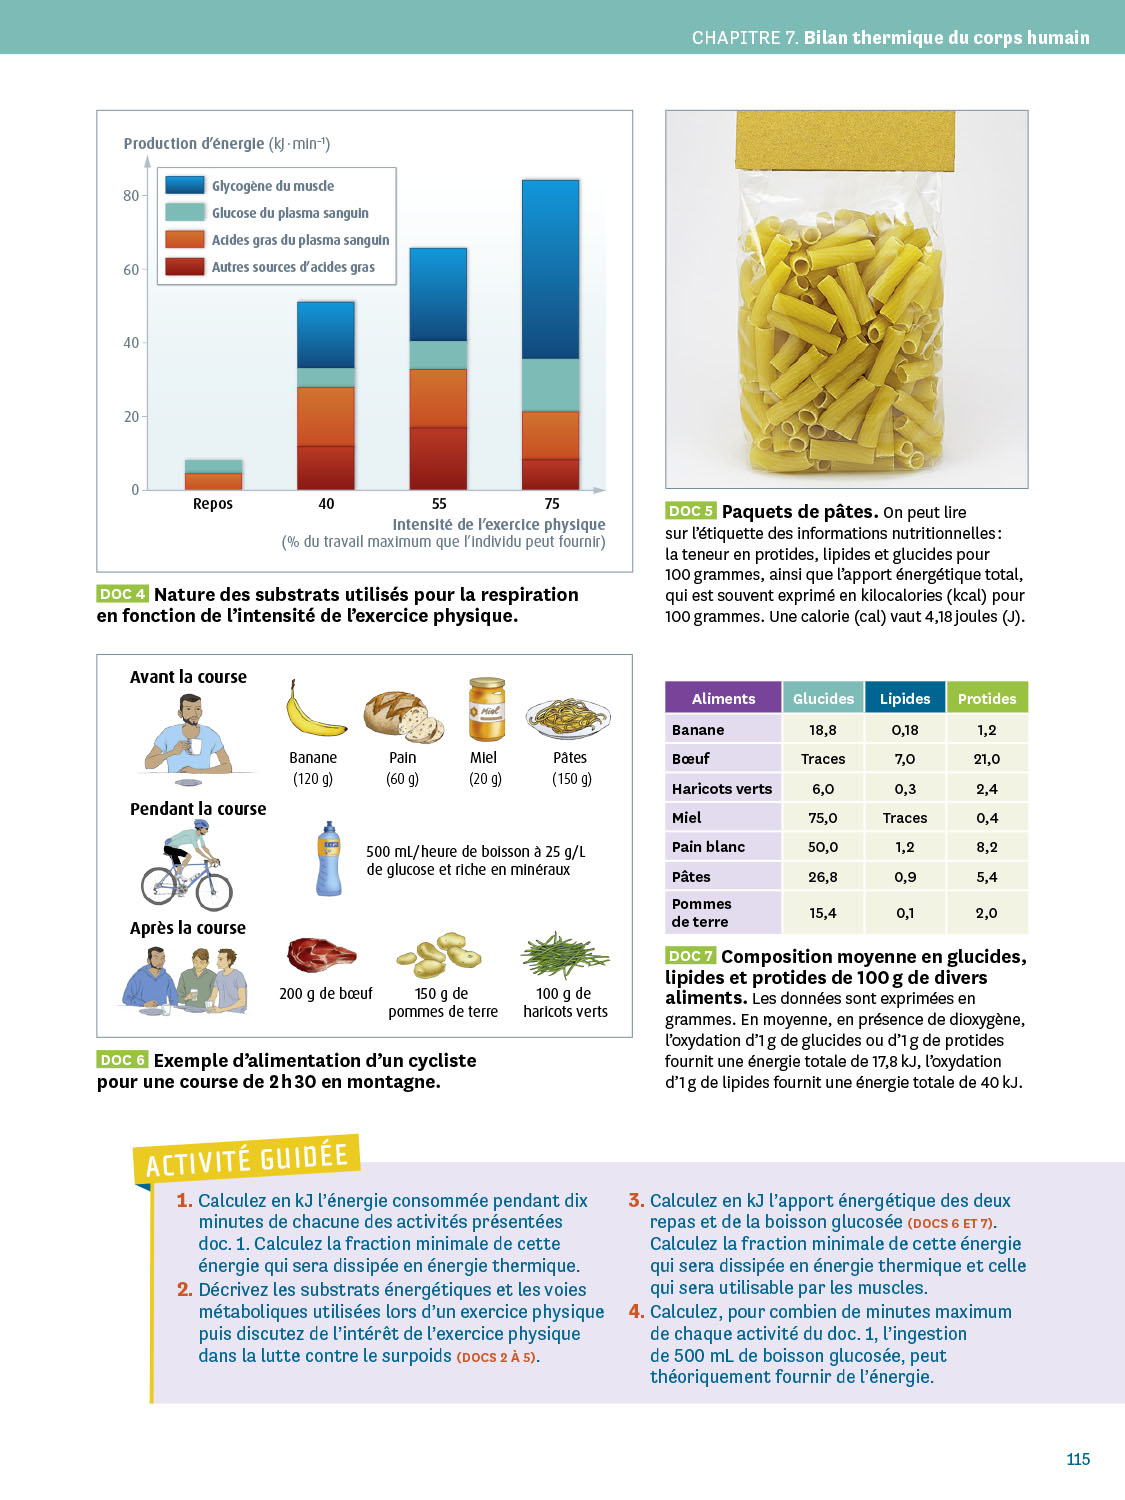 CHAPITRE 7. Bilan thermique du corps humain
Production d'énergie (kJ·min⁻¹)
Glycogène du muscle
Glucose du plasma sanguin
Acides gras du plasma sanguin
Autres sources d'acides gras
80
60
40
20
0
Repos
40
55
75
Intensité de l'exercice physique
(% du travail maximum que l'individu peut fournir)
DOC 4 Nature des substrats utilisés pour la respiration
en fonction de l'intensité de l'exercice physique.
DOC 5 Paquets de pâtes. On peut lire
sur l'étiquette des informations nutritionnelles :
la teneur en protides, lipides et glucides pour
100 grammes, ainsi que l'apport énergétique total,
qui est souvent exprimé en kilocalories (kcal) pour
100 grammes. Une calorie (cal) vaut 4,18 joules (J).
Avant la course
Miel
Banane
(120 g)
Pain
(60 g)
Miel
(20 g)
Pâtes
(150 g)
Pendant la course
500 mL/heure de boisson à 25 g/L
de glucose et riche en minéraux
Après la course
200 g de bœuf
150 g de
pommes de terre
100 g de
haricots verts
DOC 6 Exemple d'alimentation d'un cycliste
pour une course de 2 h 30 en montagne.
Aliments Glucides Lipides Protides
Banane 18,8 0,18 1,2
Bœuf Traces 7,0 21,0
Haricots verts 6,0 0,3 2,4
Miel 75,0 Traces 0,4
Pain blanc 50,0 1,2 8,2
Pâtes 26,8 0,9 5,4
Pommes
de terre 15,4 0,1 2,0
DOC 7 Composition moyenne en glucides,
lipides et protides de 100 g de divers
aliments. Les données sont exprimées en
grammes. En moyenne, en présence de dioxygène,
l'oxydation d'1 g de glucides ou d'1 g de protides
fournit une énergie totale de 17,8 kJ, l'oxydation
d'1 g de lipides fournit une énergie totale de 40 kJ.
ACTIVITÉ GUIDÉE
1. Calculez en kJ l'énergie consommée pendant dix
minutes de chacune des activités présentées
doc. 1. Calculez la fraction minimale de cette
énergie qui sera dissipée en énergie thermique.
2. Décrivez les substrats énergétiques et les voies
métaboliques utilisées lors d'un exercice physique
puis discutez de l'intérêt de l'exercice physique
dans la lutte contre le surpoids (DOCS 2 À 5).
3. Calculez en kJ l'apport énergétique des deux
repas et de la boisson glucosée (DOCS 6 ET 7).
Calculez la fraction minimale de cette énergie
qui sera dissipée en énergie thermique et celle
qui sera utilisable par les muscles.
4. Calculez, pour combien de minutes maximum
de chaque activité du doc. 1, l'ingestion
de 500 mL de boisson glucosée, peut
théoriquement fournir de l'énergie.
115